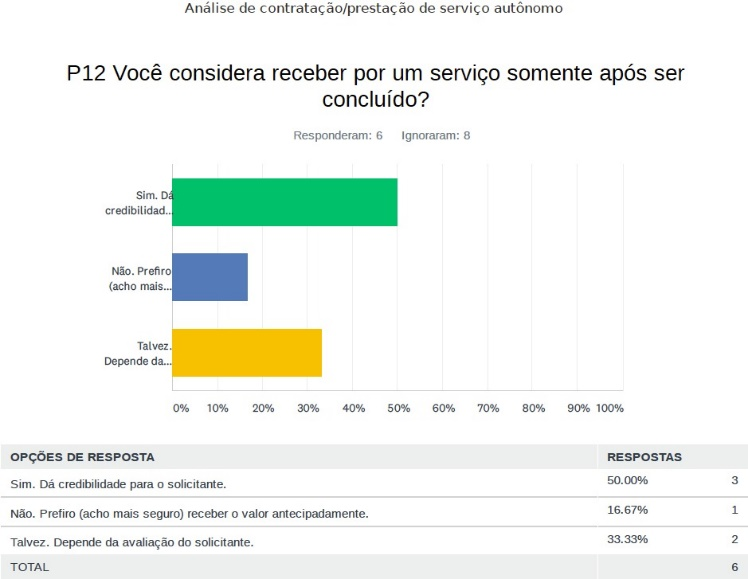 Análise de contratação/prestação de serviço autônomo
P12 Você considera receber por um serviço somente após ser
concluído?
Responderam: 6 Ignoraram: 8
Sim. Dá
credibilidad...
Não. Prefiro
(acho mais...
Talvez.
Depende da...
0% 10% 20% 30% 40% 50% 60% 70% 80% 90% 100%
OPÇÕES DE RESPOSTA RESPOSTAS
Sim. Dá credibilidade para o solicitante. 50.00% 3
Não. Prefiro (acho mais seguro) receber o valor antecipadamente. 16.67% 1
Talvez. Depende da avaliação do solicitante. 33.33% 2
TOTAL 6